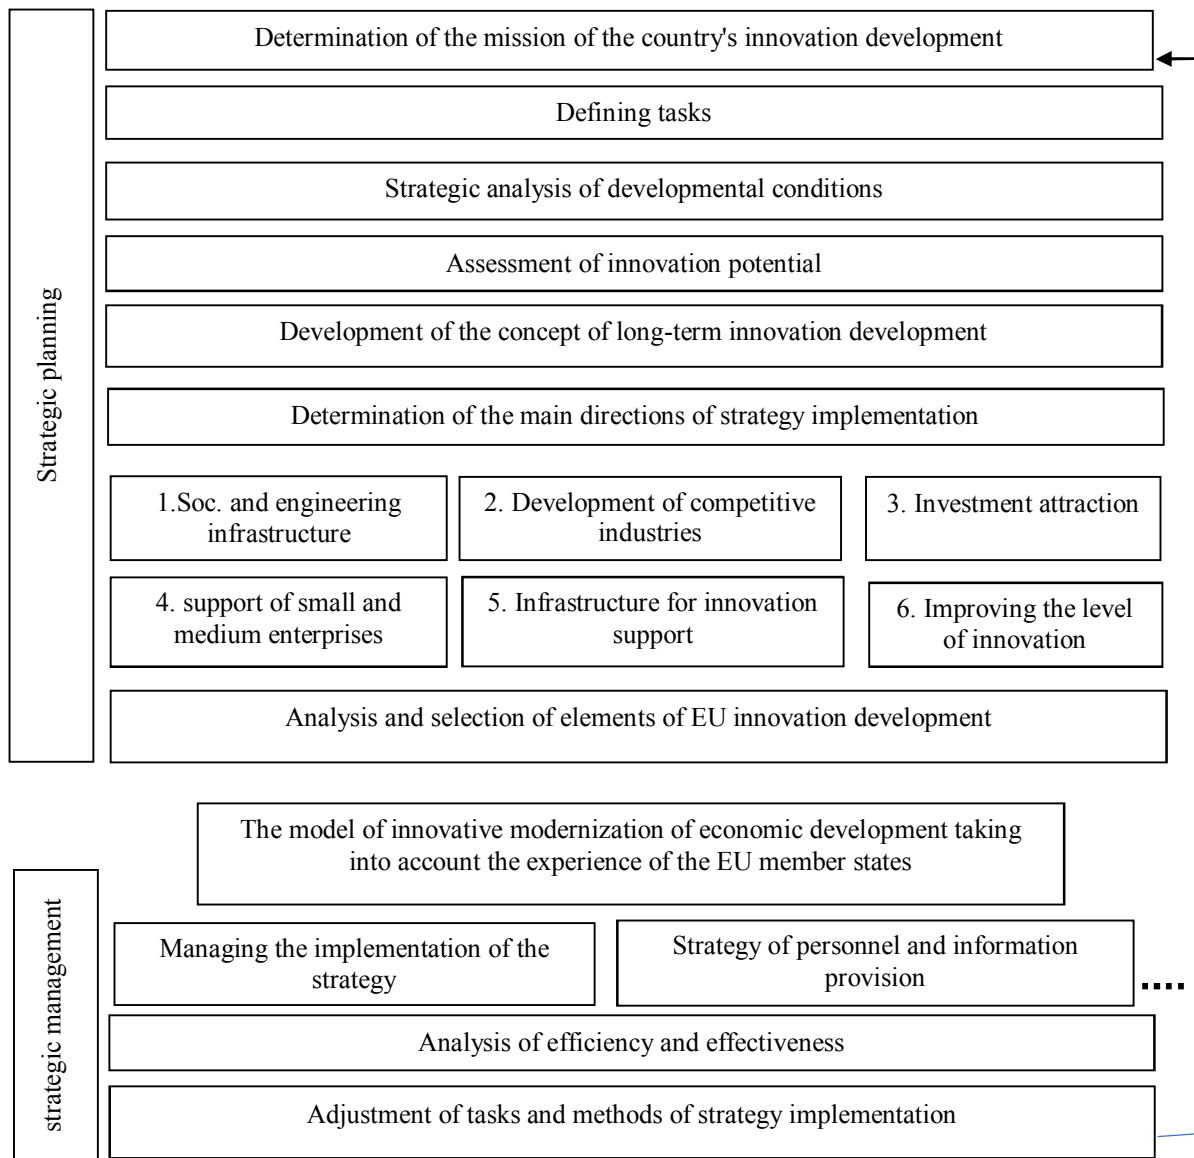 Strategic planning
Determination of the mission of the country's innovation development
Defining tasks
Strategic analysis of developmental conditions
Assessment of innovation potential
Development of the concept of long-term innovation development
Determination of the main directions of strategy implementation
1.Soc. and engineering
infrastructure
2. Development of competitive
industries
3. Investment attraction
4. support of small and
medium enterprises
5. Infrastructure for innovation
support
6. Improving the level
of innovation
Analysis and selection of elements of EU innovation development
The model of innovative modernization of economic development taking
into account the experience of the EU member states
strategic management
Managing the implementation of the
strategy
Strategy of personnel and information
provision
Analysis of efficiency and effectiveness
Adjustment of tasks and methods of strategy implementation